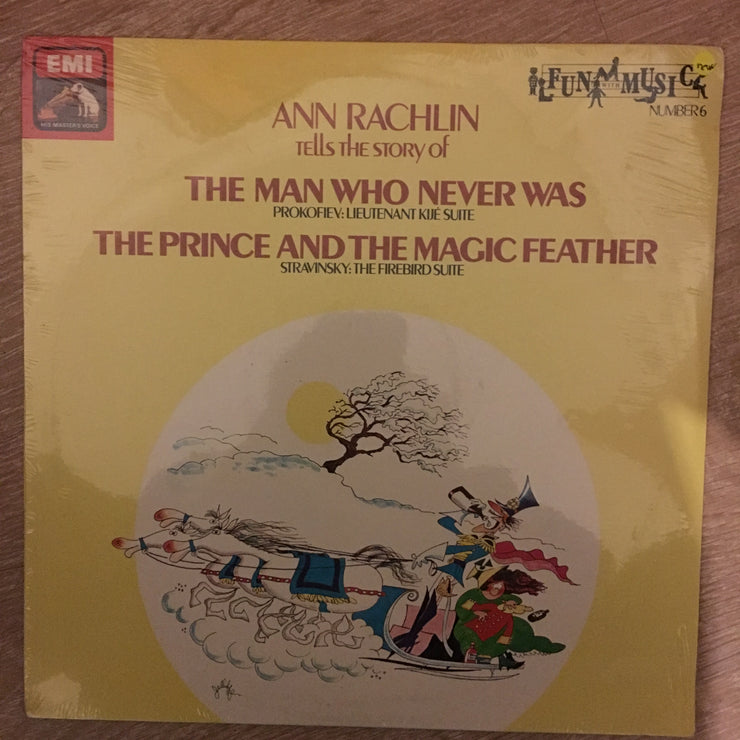 EMI
HIS MASTER'S VOICE
FUN WITH MUSIC
NUMBER 6
ANN RACHLIN
TELLS THE STORY OF
THE MAN WHO NEVER WAS
PROKOFIEV: LIEUTENANT KIJÉ SUITE
THE PRINCE AND THE MAGIC FEATHER
STRAVINSKY: THE FIREBIRD SUITE